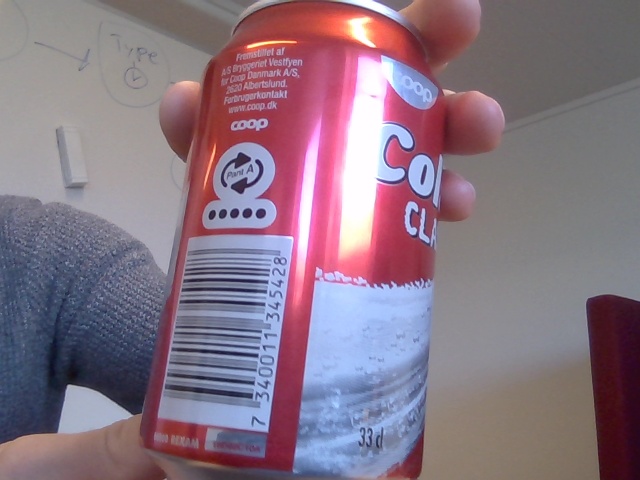 Type
Fremstillet af
A/S Bryggeriet Vestfyen
for Coop Danmark A/S,
2620 Albertslund.
Forbrugerkontakt
www.coop.dk
coop
Pant A
7 340011 345428
coop
CLA
33 cl
REXAM